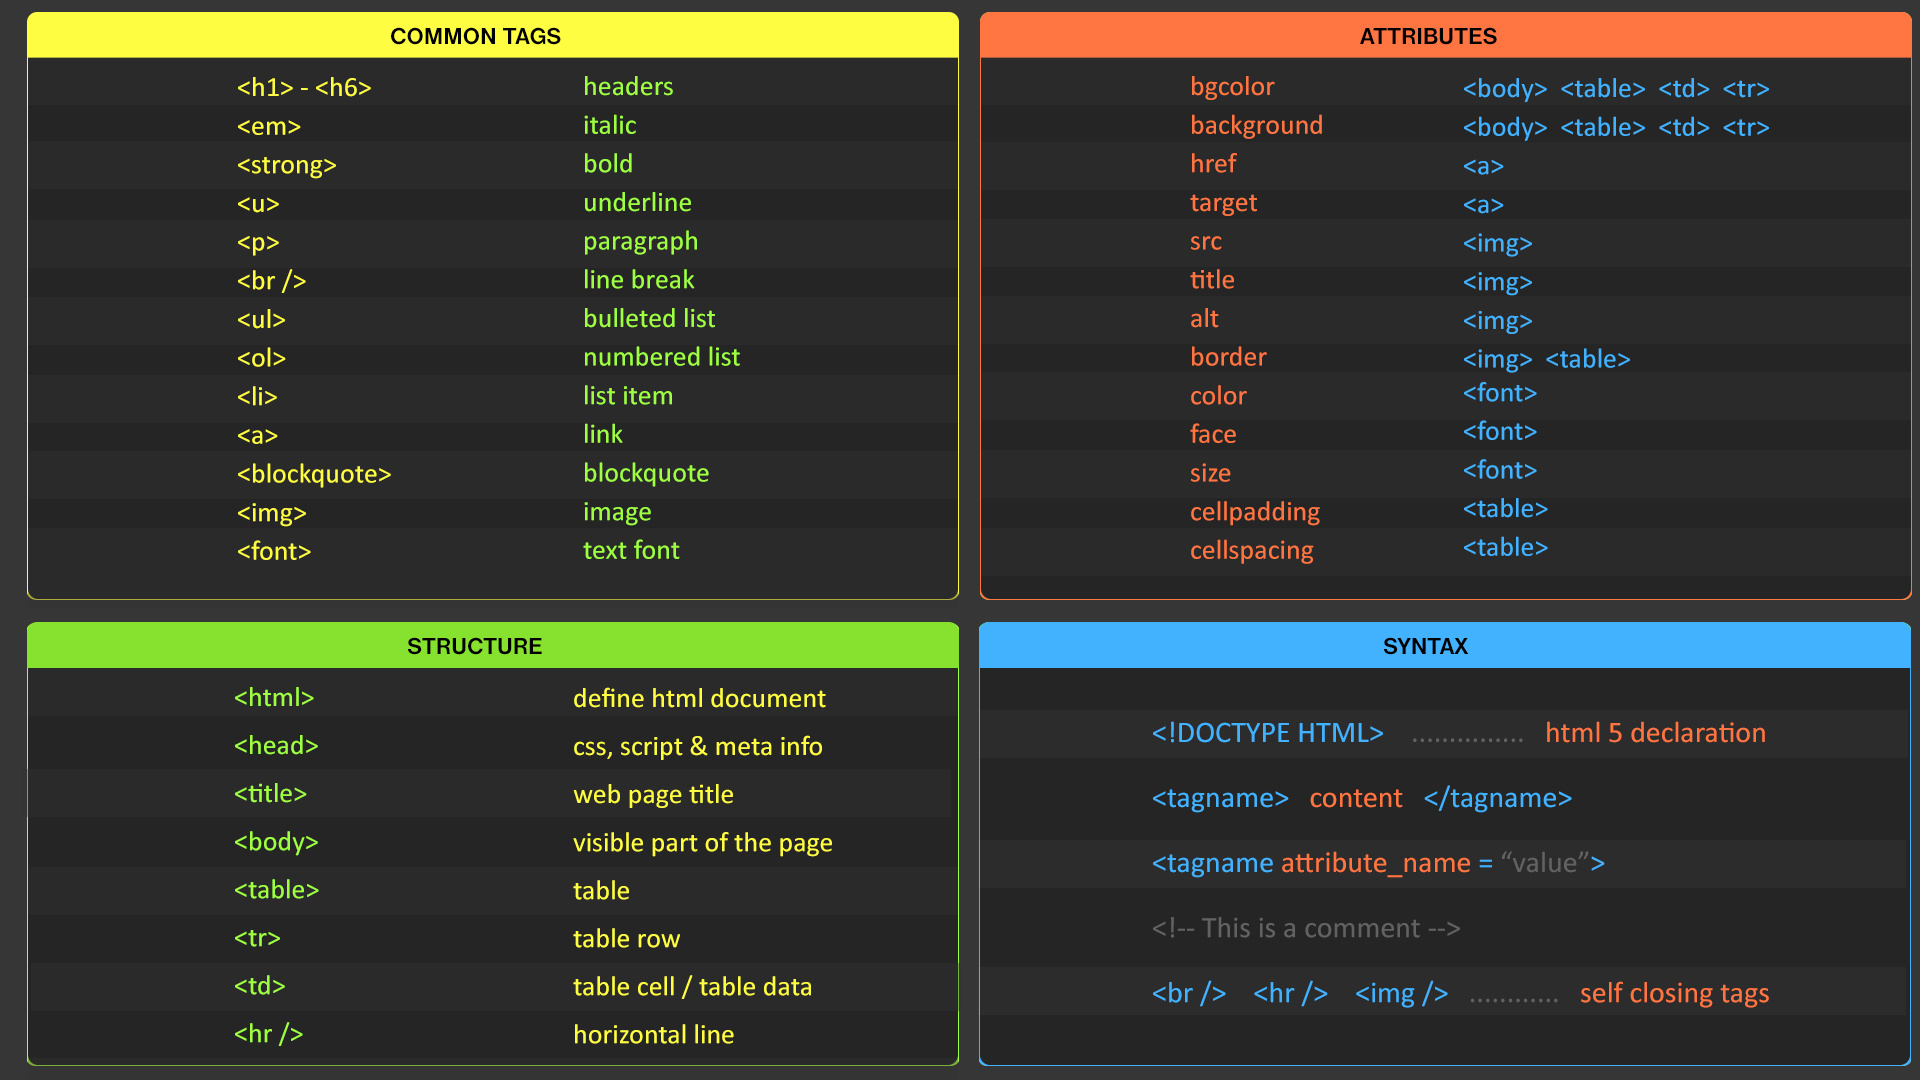 COMMON TAGS
<h1> - <h6> headers
<em> italic
<strong> bold
<u> underline
<p> paragraph
<br /> line break
<ul> bulleted list
<ol> numbered list
<li> list item
<a> link
<blockquote> blockquote
<img> image
<font> text font
ATTRIBUTES
bgcolor <body> <table> <td> <tr>
background <body> <table> <td> <tr>
href <a>
target <a>
src <img>
title <img>
alt <img>
border <img> <table>
color <font>
face <font>
size <font>
cellpadding <table>
cellspacing <table>
STRUCTURE
<html> define html document
<head> css, script & meta info
<title> web page title
<body> visible part of the page
<table> table
<tr> table row
<td> table cell / table data
<hr /> horizontal line
SYNTAX
<!DOCTYPE HTML> ............... html 5 declaration
<tagname> content </tagname>
<tagname attribute_name = “value”>
<!-- This is a comment -->
<br /> <hr /> <img /> ............ self closing tags